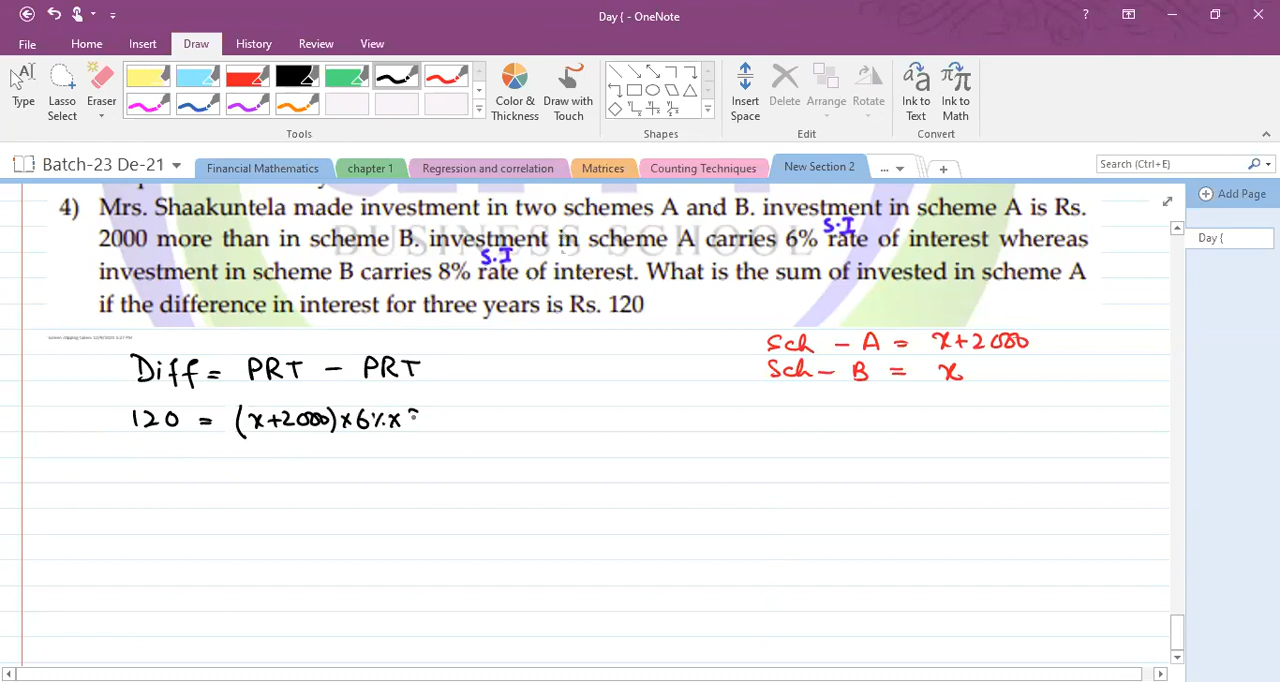 Day { - OneNote
File Home Insert Draw History Review View
Type Lasso Select Eraser Color & Thickness Draw with Touch Insert Space Delete Arrange Rotate Ink to Text Ink to Math
Tools Shapes Edit Convert
Batch-23 De-21 Financial Mathematics chapter 1 Regression and correlation Matrices Counting Techniques New Section 2 ... Search (Ctrl+E)
Add Page
Day {
4) Mrs. Shaakuntela made investment in two schemes A and B. investment in scheme A is Rs.
S.I
2000 more than in scheme B. investment in scheme A carries 6% rate of interest whereas
S.I
investment in scheme B carries 8% rate of interest. What is the sum of invested in scheme A
if the difference in interest for three years is Rs. 120
BUSINESS SCHOOL
Sch - A = x+2000
Sch - B = x
Diff = PRT - PRT
120 = (x+2000)x6%x